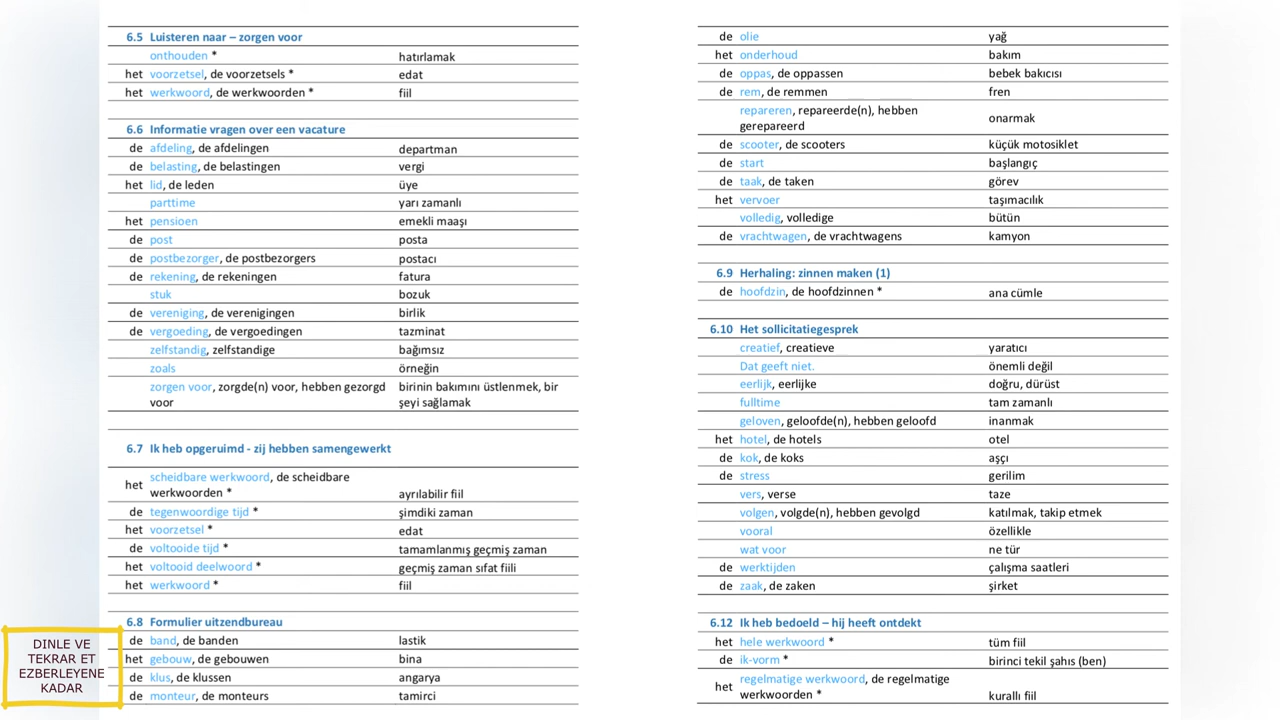 6.5 Luisteren naar – zorgen voor
onthouden * hatırlamak
het voorzetsel, de voorzetsels * edat
het werkwoord, de werkwoorden * fiil
6.6 Informatie vragen over een vacature
de afdeling, de afdelingen departman
de belasting, de belastingen vergi
het lid, de leden üye
parttime yarı zamanlı
het pensioen emekli maaşı
de post posta
de postbezorger, de postbezorgers postacı
de rekening, de rekeningen fatura
stuk bozuk
de vereniging, de verenigingen birlik
de vergoeding, de vergoedingen tazminat
zelfstandig, zelfstandige bağımsız
zoals örneğin
zorgen voor, zorgde(n) voor, hebben gezorgd birinin bakımını üstlenmek, bir
voor şeyi sağlamak
6.7 Ik heb opgeruimd - zij hebben samengewerkt
het scheidbare werkwoord, de scheidbare
werkwoorden * ayrılabilir fiil
de tegenwoordige tijd * şimdiki zaman
het voorzetsel * edat
de voltooide tijd * tamamlanmış geçmiş zaman
het voltooid deelwoord * geçmiş zaman sıfat fiili
het werkwoord * fiil
6.8 Formulier uitzendbureau
de band, de banden lastik
het gebouw, de gebouwen bina
de klus, de klussen angarya
de monteur, de monteurs tamirci
DINLE VE
TEKRAR ET
EZBERLEYENE
KADAR
de olie yağ
het onderhoud bakım
de oppas, de oppassen bebek bakıcısı
de rem, de remmen fren
repareren, repareerde(n), hebben
gerepareerd onarmak
de scooter, de scooters küçük motosiklet
de start başlangıç
de taak, de taken görev
het vervoer taşımacılık
volledig, volledige bütün
de vrachtwagen, de vrachtwagens kamyon
6.9 Herhaling: zinnen maken (1)
de hoofdzin, de hoofdzinnen * ana cümle
6.10 Het sollicitatiegesprek
creatief, creatieve yaratıcı
Dat geeft niet. önemli değil
eerlijk, eerlijke doğru, dürüst
fulltime tam zamanlı
geloven, geloofde(n), hebben geloofd inanmak
het hotel, de hotels otel
de kok, de koks aşçı
de stress gerilim
vers, verse taze
volgen, volgde(n), hebben gevolgd katılmak, takip etmek
vooral özellikle
wat voor ne tür
de werktijden çalışma saatleri
de zaak, de zaken şirket
6.12 Ik heb bedoeld – hij heeft ontdekt
het hele werkwoord * tüm fiil
de ik-vorm * birinci tekil şahıs (ben)
het regelmatige werkwoord, de regelmatige
werkwoorden * kurallı fiil